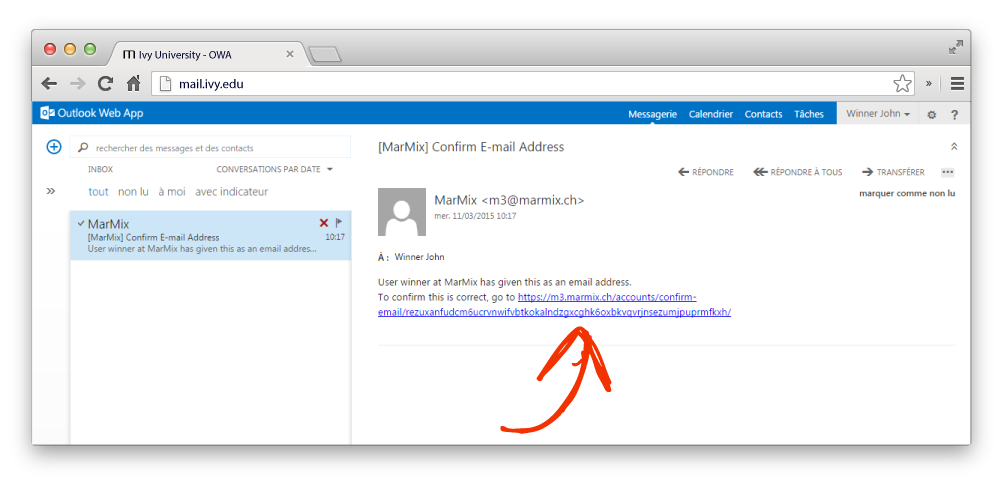 Ivy University - OWA
mail.ivy.edu
»
Outlook Web App
Messagerie Calendrier Contacts Tâches Winner John ?
rechercher des messages et des contacts
INBOX CONVERSATIONS PAR DATE
tout non lu à moi avec indicateur
MarMix
[MarMix] Confirm E-mail Address 10:17
User winner at MarMix has given this as an email addres...
[MarMix] Confirm E-mail Address
RÉPONDRE RÉPONDRE À TOUS TRANSFÉRER ...
marquer comme non lu
MarMix <m3@marmix.ch>
mer. 11/03/2015 10:17
À : Winner John
User winner at MarMix has given this as an email address.
To confirm this is correct, go to https://m3.marmix.ch/accounts/confirm-
email/rezuxanfudcm6ucrvnwifvbtkokalndzgxcghk6oxbkvqvrjnsezumjpuprmfkxh/